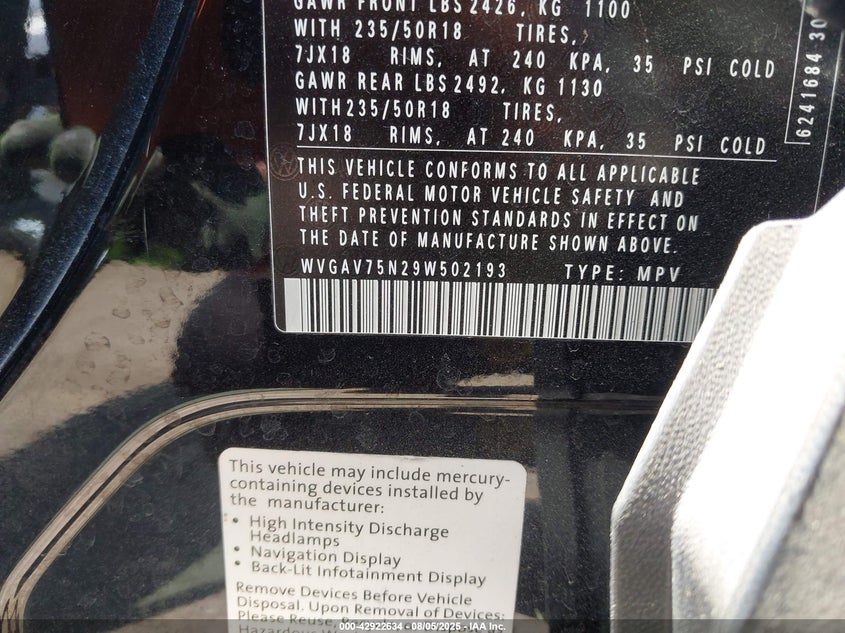 GAWR FRONT LBS 2426, KG 1100
WITH 235/50R18 TIRES,
7JX18 RIMS, AT 240 KPA, 35 PSI COLD
GAWR REAR LBS 2492, KG 1130
WITH 235/50R18 TIRES,
7JX18 RIMS, AT 240 KPA, 35 PSI COLD
THIS VEHICLE CONFORMS TO ALL APPLICABLE
U.S. FEDERAL MOTOR VEHICLE SAFETY AND
THEFT PREVENTION STANDARDS IN EFFECT ON
THE DATE OF MANUFACTURE SHOWN ABOVE.
WVGAV75N29W502193 TYPE: MPV
6241684 30
This vehicle may include mercury-
containing devices installed by
the manufacturer:
• High Intensity Discharge
Headlamps
• Navigation Display
• Back-Lit Infotainment Display
Remove Devices Before Vehicle
Disposal. Upon Removal of Devices:
Please Reuse,
Hazardous
000-42922634 - 08/05/2025 - IAA Inc.